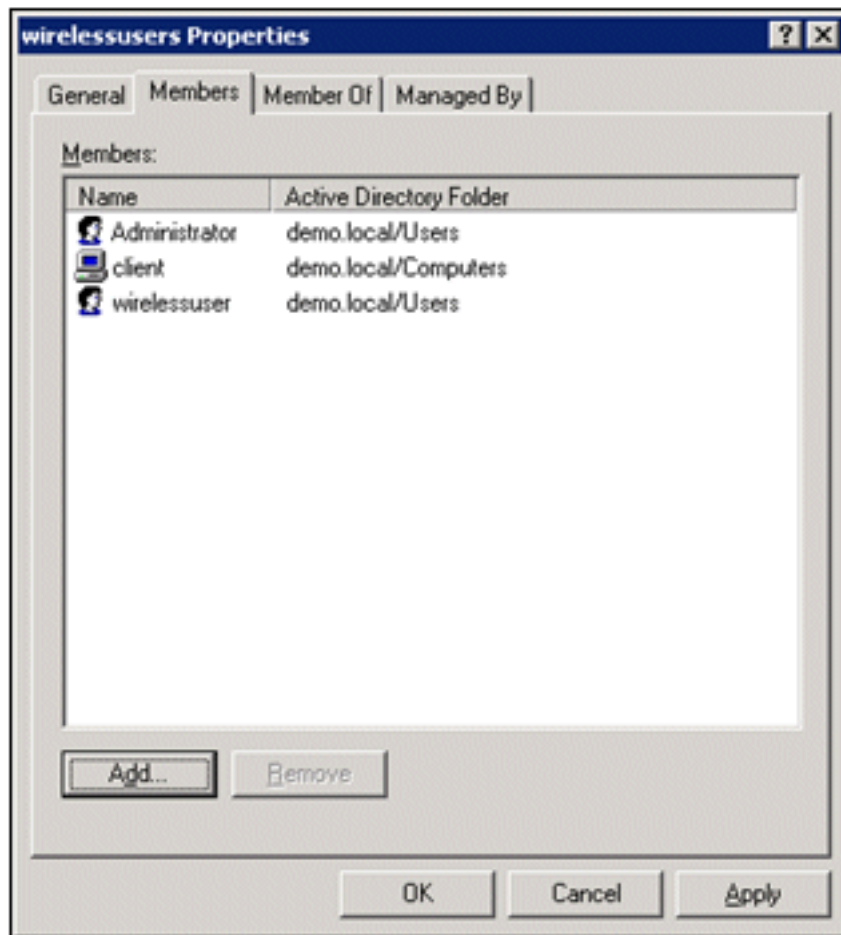 wirelessusers Properties
General Members Member Of Managed By
Members:
Name Active Directory Folder
Administrator demo.local/Users
client demo.local/Computers
wirelessuser demo.local/Users
Add... Remove
OK Cancel Apply